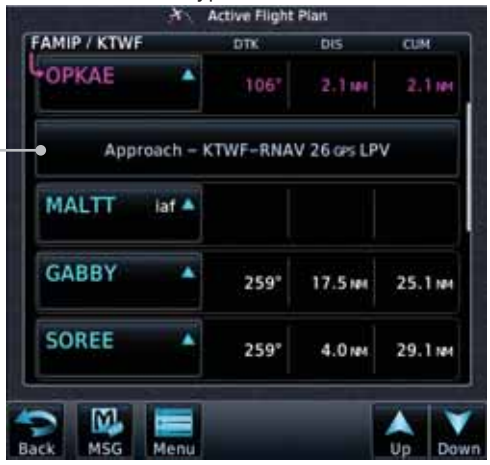 Active Flight Plan
FAMIP / KTWF DTK DIS CUM
OPKAE 106° 2.1 NM 2.1 NM
Approach – KTWF–RNAV 26 GPS LPV
MALTT iaf
GABBY 259° 17.5 NM 25.1 NM
SOREE 259° 4.0 NM 29.1 NM
Back MSG Menu Up Down